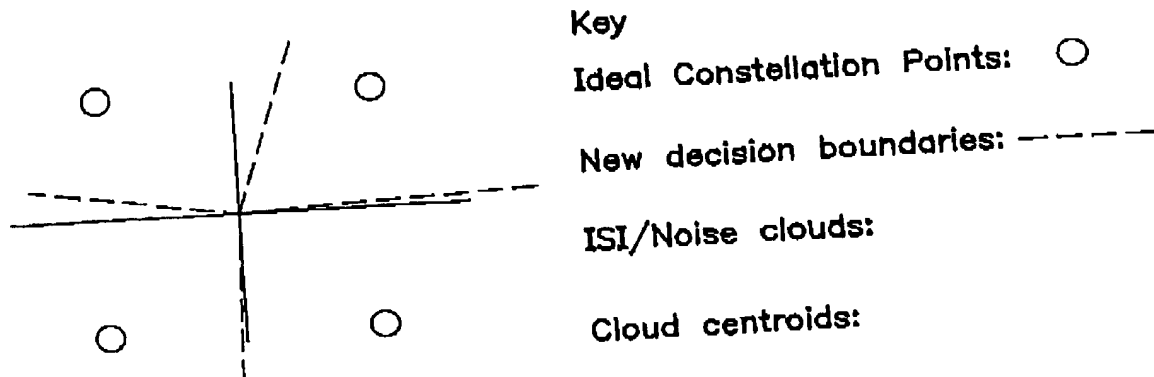 Key
Ideal Constellation Points:
New decision boundaries:
ISI/Noise clouds:
Cloud centroids: